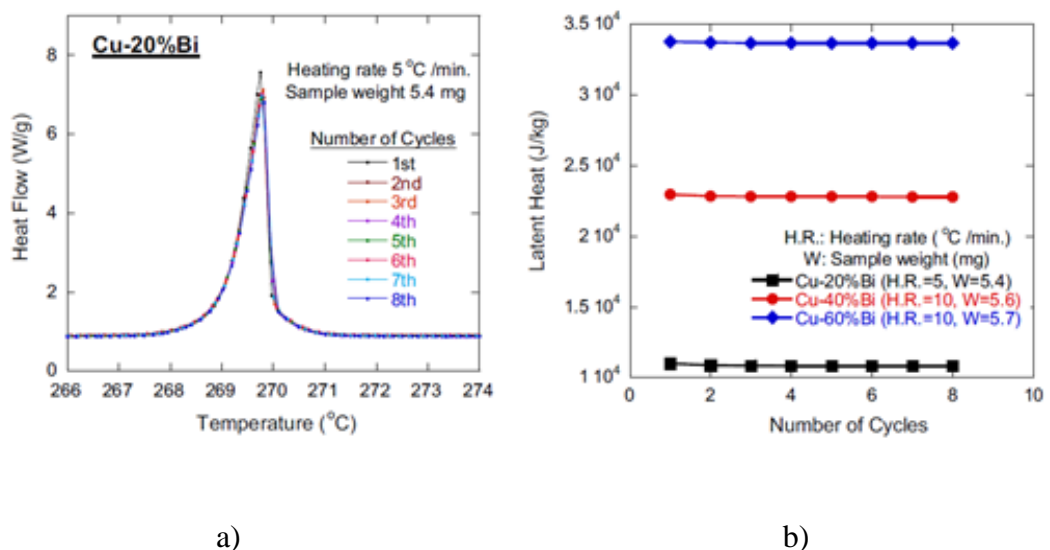 Cu-20%Bi
Heating rate 5 °C /min.
Sample weight 5.4 mg
Number of Cycles
1st
2nd
3rd
4th
5th
6th
7th
8th
Heat Flow (W/g)
8
6
4
2
0
266 267 268 269 270 271 272 273 274
Temperature (°C)
a)
3.5 10⁴
3 10⁴
2.5 10⁴
2 10⁴
1.5 10⁴
1 10⁴
Latent Heat (J/kg)
H.R.: Heating rate ( °C /min.)
W: Sample weight (mg)
Cu-20%Bi (H.R.=5, W=5.4)
Cu-40%Bi (H.R.=10, W=5.6)
Cu-60%Bi (H.R.=10, W=5.7)
0 2 4 6 8 10
Number of Cycles
b)